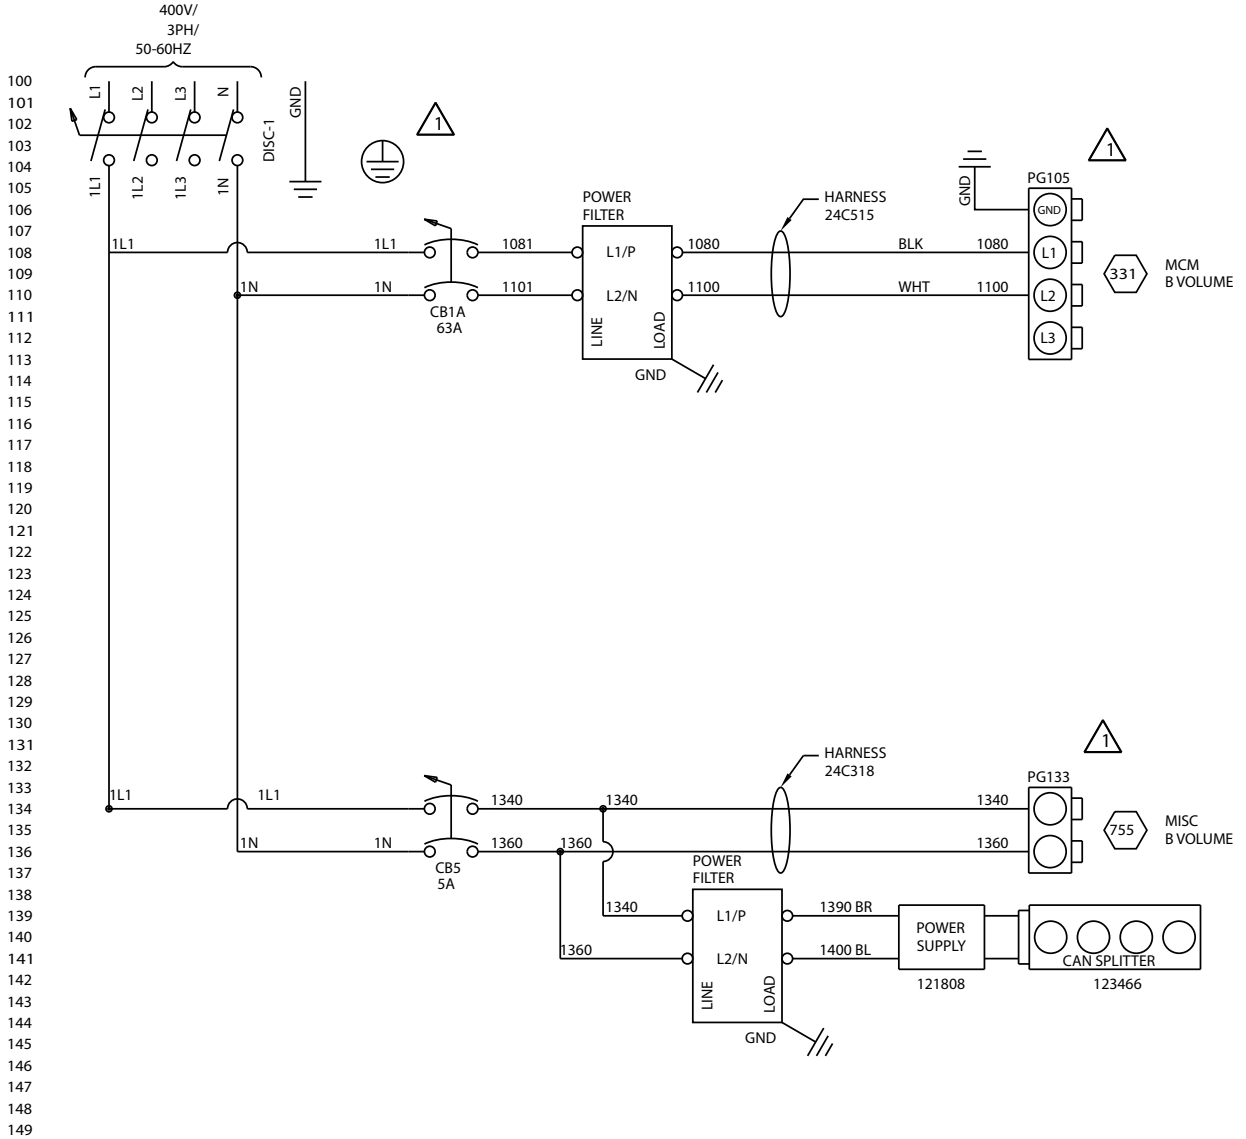 400V/
3PH/
50-60HZ
100
101
102
103
104
105
106
107
108
109
110
111
112
113
114
115
116
117
118
119
120
121
122
123
124
125
126
127
128
129
130
131
132
133
134
135
136
137
138
139
140
141
142
143
144
145
146
147
148
149
L1
L2
L3
N
GND
DISC-1
1L1
1L2
1L3
1N
1
1
GND
PG105
GND
L1
L2
L3
331
MCM
B VOLUME
POWER
FILTER
HARNESS
24C515
1L1
1L1
1081
L1/P
1080
BLK
1080
1N
1N
1101
L2/N
1100
WHT
1100
CB1A
63A
LINE
LOAD
GND
1
HARNESS
24C318
PG133
1L1
1L1
1340
1340
1340
755
MISC
B VOLUME
1N
1N
1360
1360
1360
CB5
5A
POWER
FILTER
1340
L1/P
1390 BR
1360
L2/N
1400 BL
LINE
LOAD
GND
POWER
SUPPLY
121808
CAN SPLITTER
123466